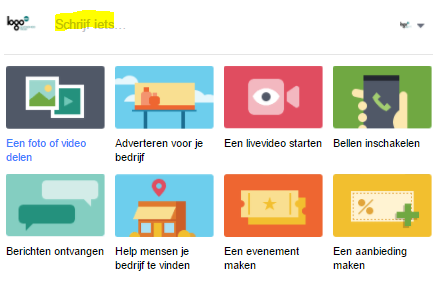 logo
Schrijf iets...
Een foto of video
delen
Adverteren voor je
bedrijf
Een livevideo starten
Bellen inschakelen
Berichten ontvangen
Help mensen je
bedrijf te vinden
Een evenement
maken
Een aanbieding
maken